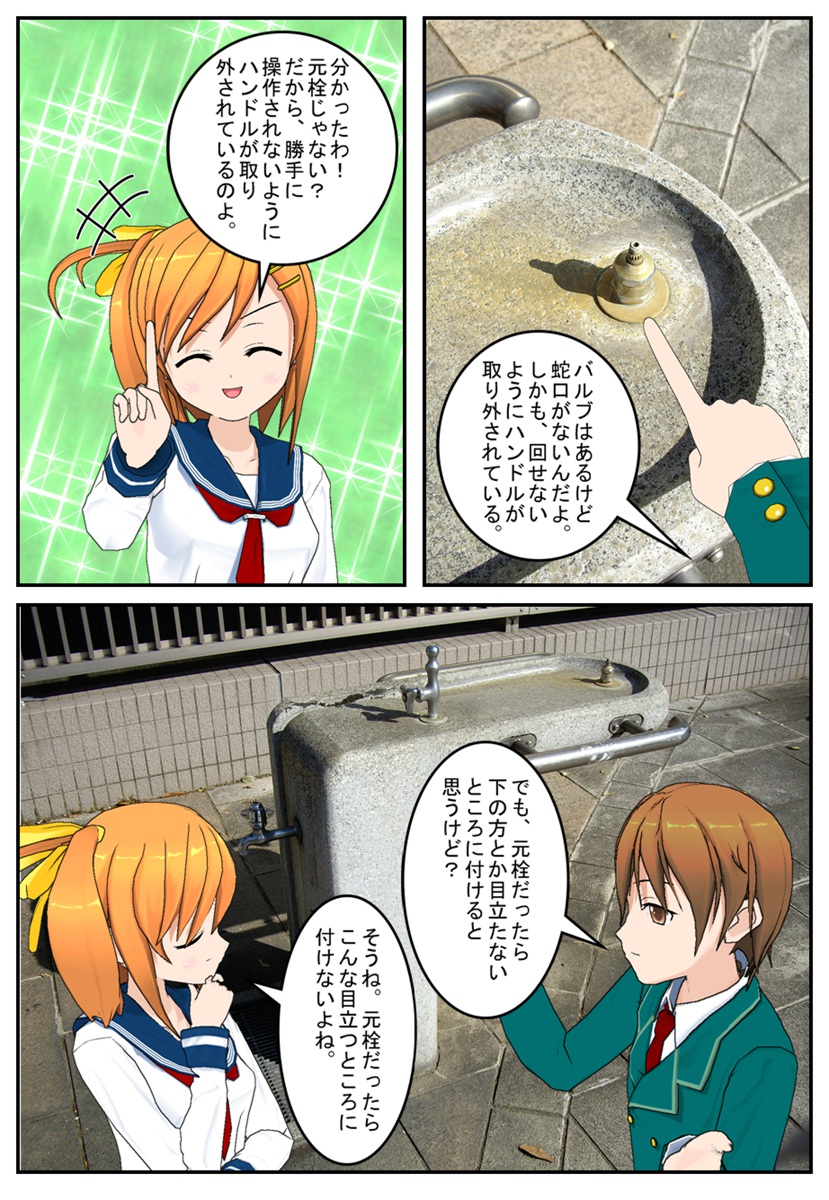 バルブはあるけど
蛇口がないんだよ。
しかも、回せない
ようにハンドルが
取り外されている。
分かったわ!
元栓じゃない?
だから、勝手に
操作されないように
ハンドルが取り
外されているのよ。
でも、元栓だったら
下の方とか目立たない
ところに付けると
思うけど?
そうね。元栓だったら
こんな目立つところに
付けないよね。